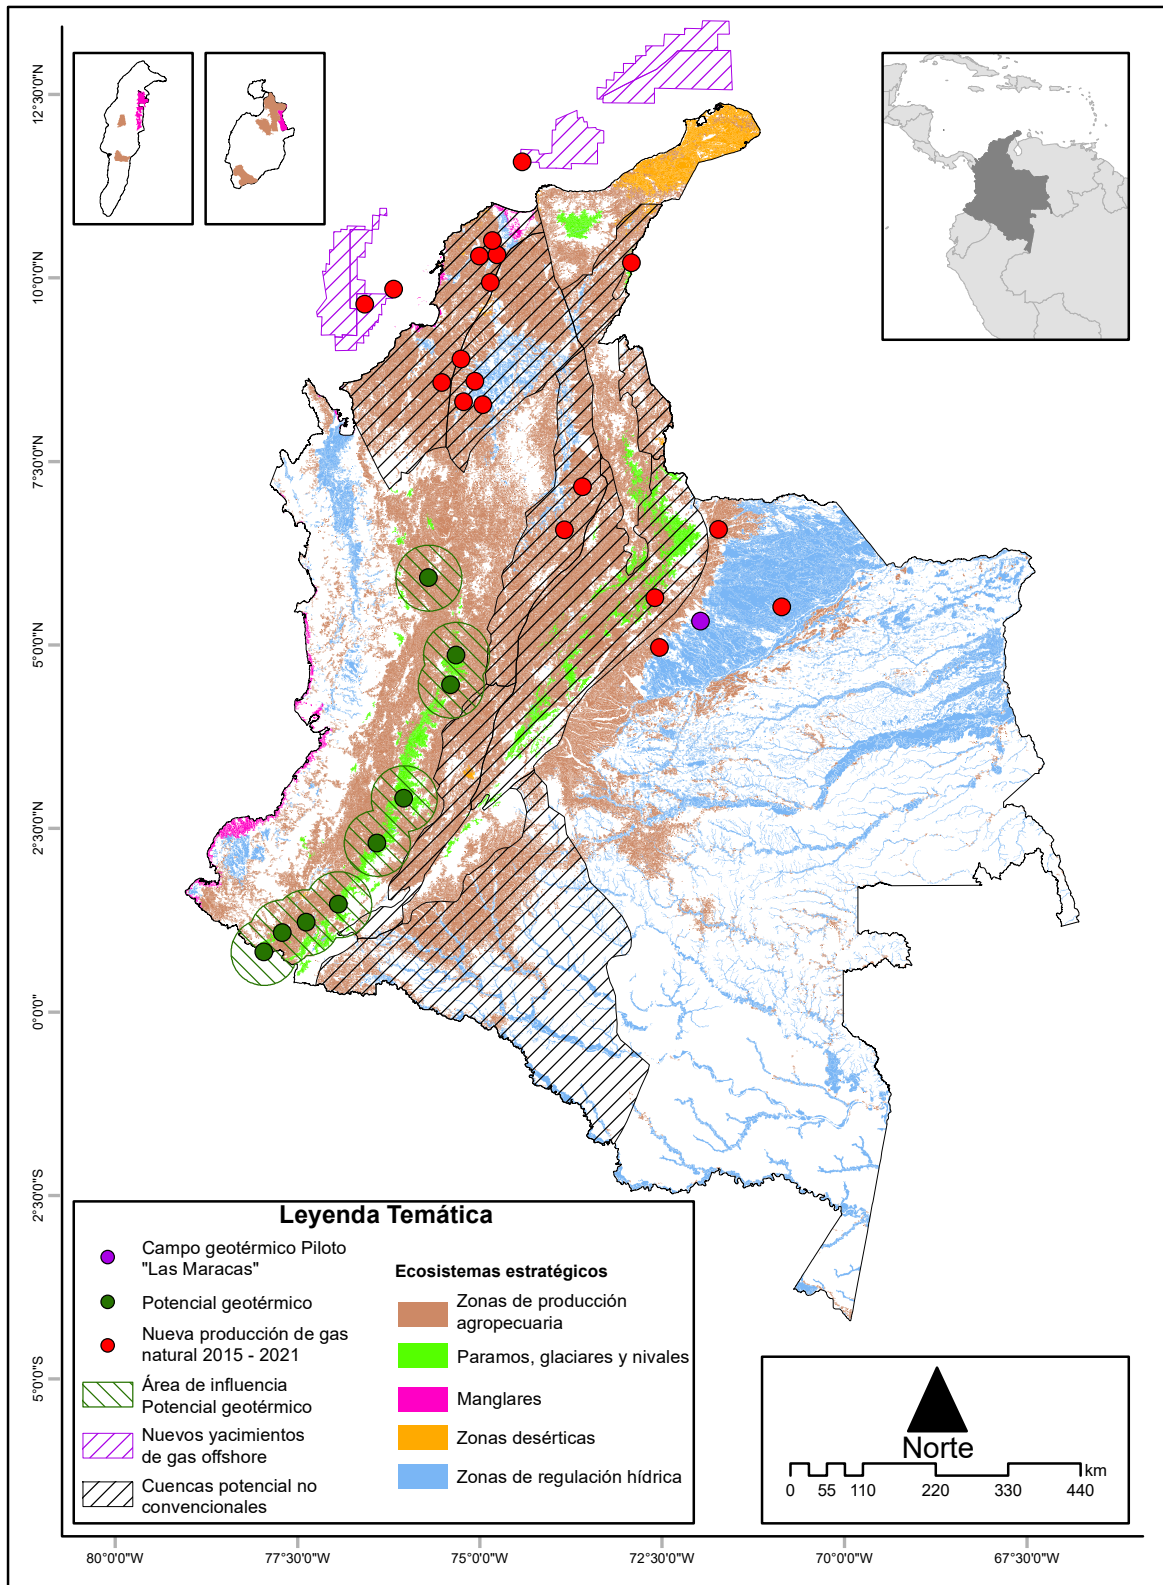 12°30'0"N
10°0'0"N
7°30'0"N
5°0'0"N
2°30'0"N
0°0'0"
2°30'0"S
5°0'0"S
Leyenda Temática
Campo geotérmico Piloto
"Las Maracas"
Potencial geotérmico
Nueva producción de gas
natural 2015 - 2021
Área de influencia
Potencial geotérmico
Nuevos yacimientos
de gas offshore
Cuencas potencial no
convencionales
Ecosistemas estratégicos
Zonas de producción
agropecuaria
Paramos, glaciares y nivales
Manglares
Zonas desérticas
Zonas de regulación hídrica
Norte
km
0 55 110 220 330 440
80°0'0"W 77°30'0"W 75°0'0"W 72°30'0"W 70°0'0"W 67°30'0"W